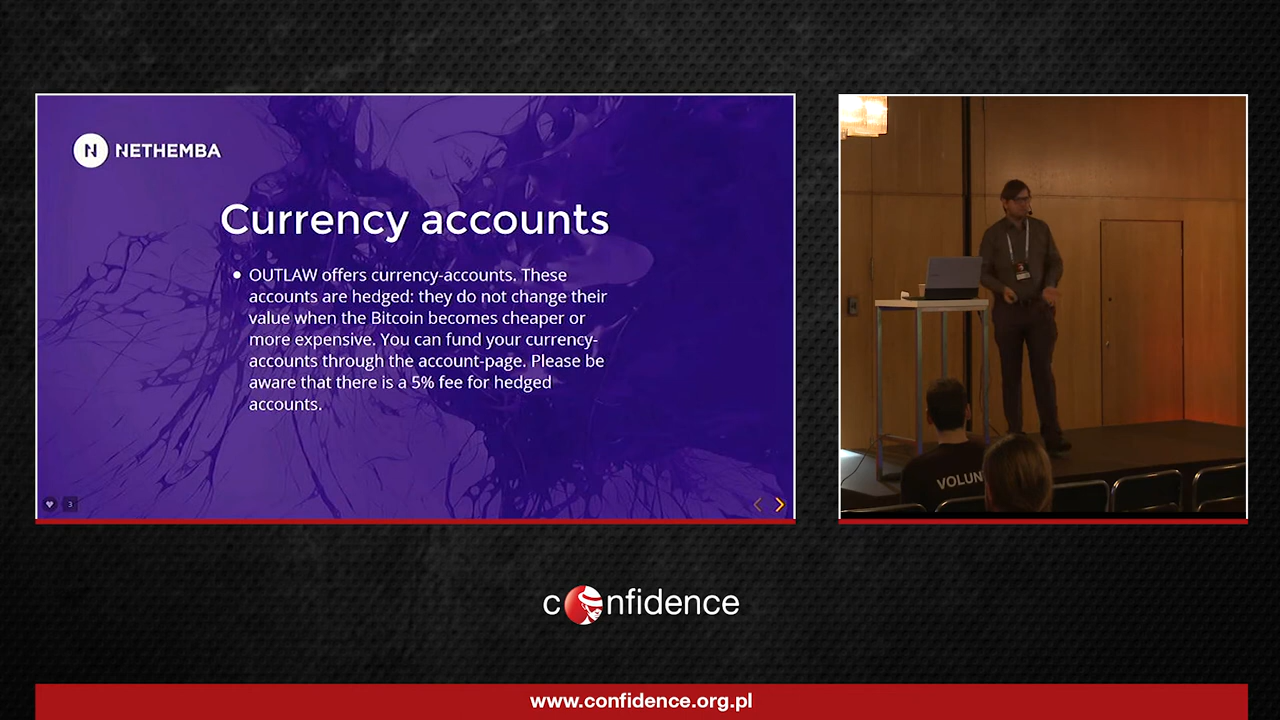 N NETHEMBA
Currency accounts
• OUTLAW offers currency-accounts. These
accounts are hedged: they do not change their
value when the Bitcoin becomes cheaper or
more expensive. You can fund your currency-
accounts through the account-page. Please be
aware that there is a 5% fee for hedged
accounts.
3
VOLUN
confidence
www.confidence.org.pl